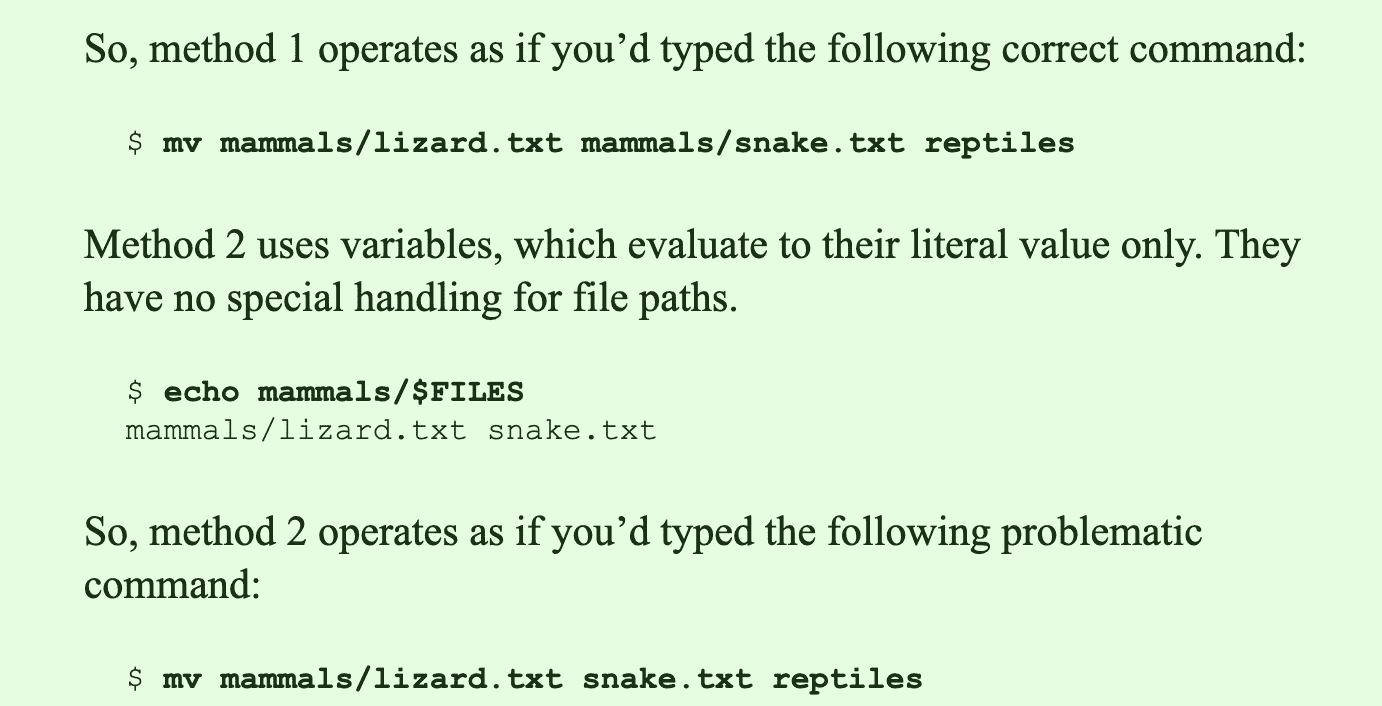 So, method 1 operates as if you’d typed the following correct command:
$ mv mammals/lizard.txt mammals/snake.txt reptiles
Method 2 uses variables, which evaluate to their literal value only. They
have no special handling for file paths.
$ echo mammals/$FILES
mammals/lizard.txt snake.txt
So, method 2 operates as if you’d typed the following problematic
command:
$ mv mammals/lizard.txt snake.txt reptiles